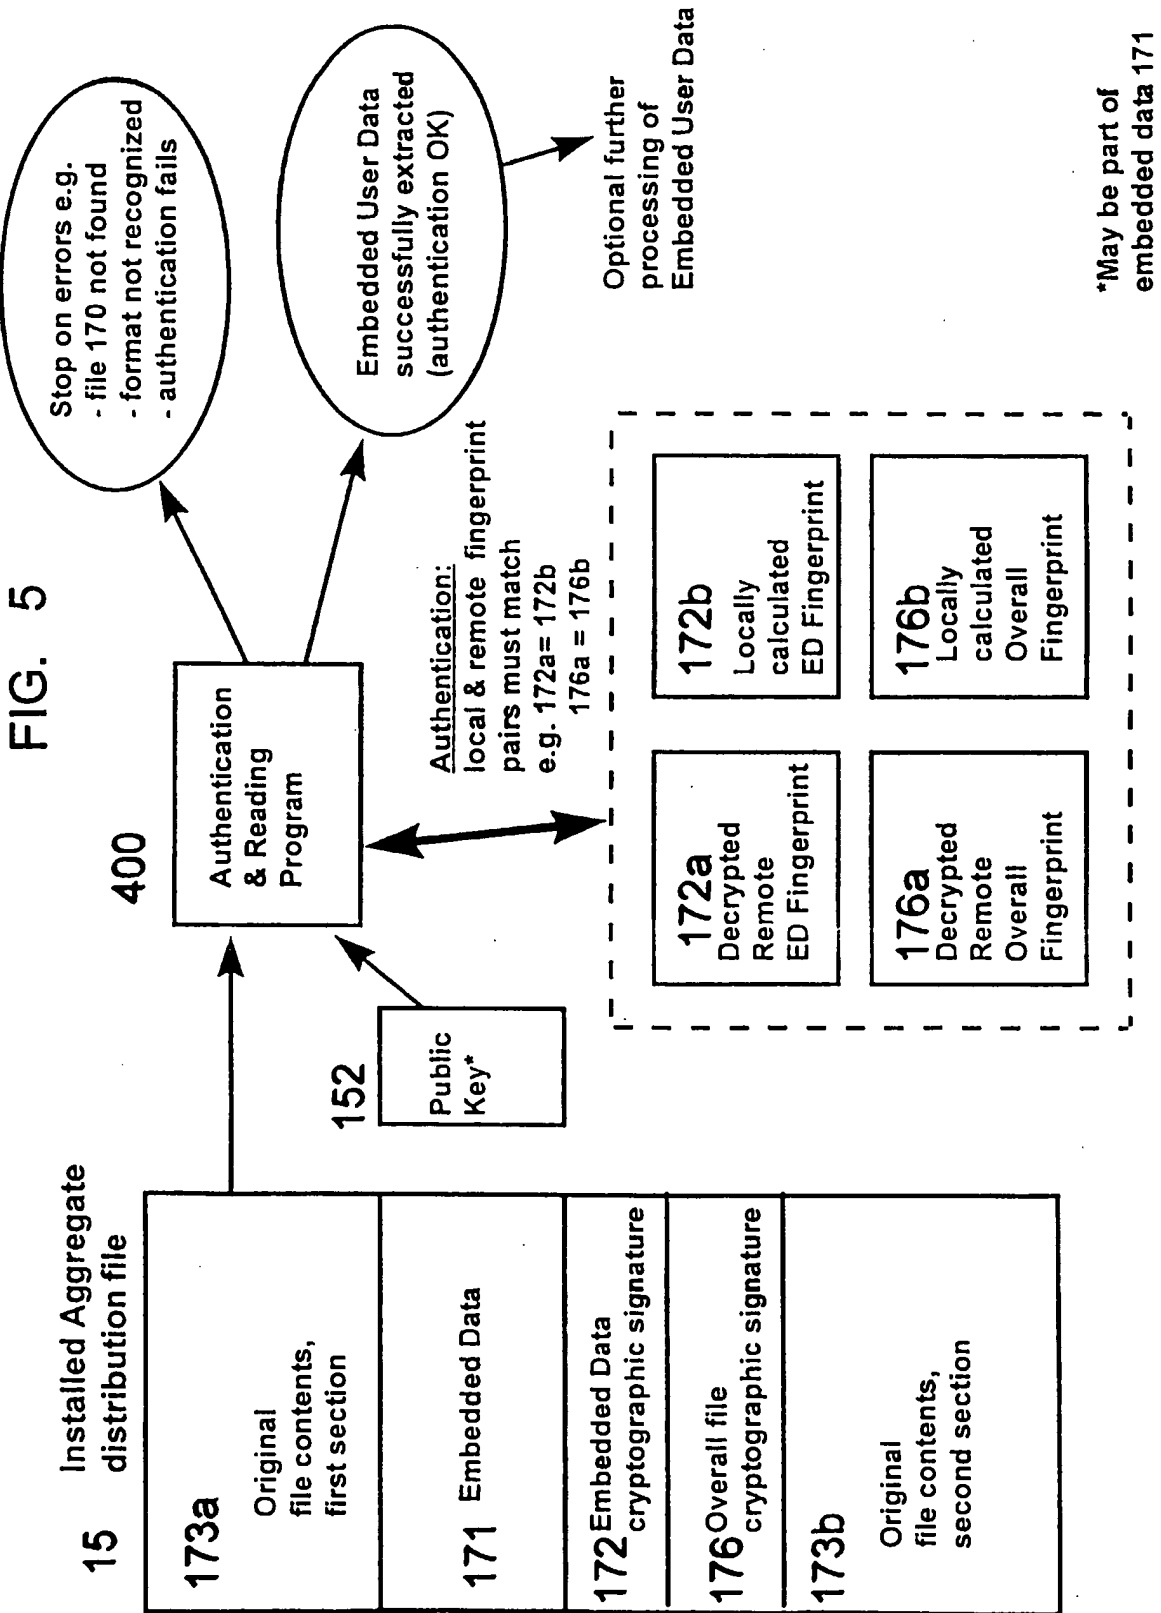 FIG. 5
15
Installed Aggregate
distribution file
173a
Original
file contents,
first section
171 Embedded Data
172 Embedded Data
cryptographic signature
176 Overall file
cryptographic signature
173b
Original
file contents,
second section
152
Public
Key*
400
Authentication
& Reading
Program
Stop on errors e.g.
- file 170 not found
- format not recognized
- authentication fails
Embedded User Data
successfully extracted
(authentication OK)
Optional further
processing of
Embedded User Data
Authentication:
local & remote fingerprint
pairs must match
e.g. 172a= 172b
176a = 176b
172a
Decrypted
Remote
ED Fingerprint
172b
Locally
calculated
ED Fingerprint
176a
Decrypted
Remote
Overall
Fingerprint
176b
Locally
calculated
Overall
Fingerprint
*May be part of
embedded data 171